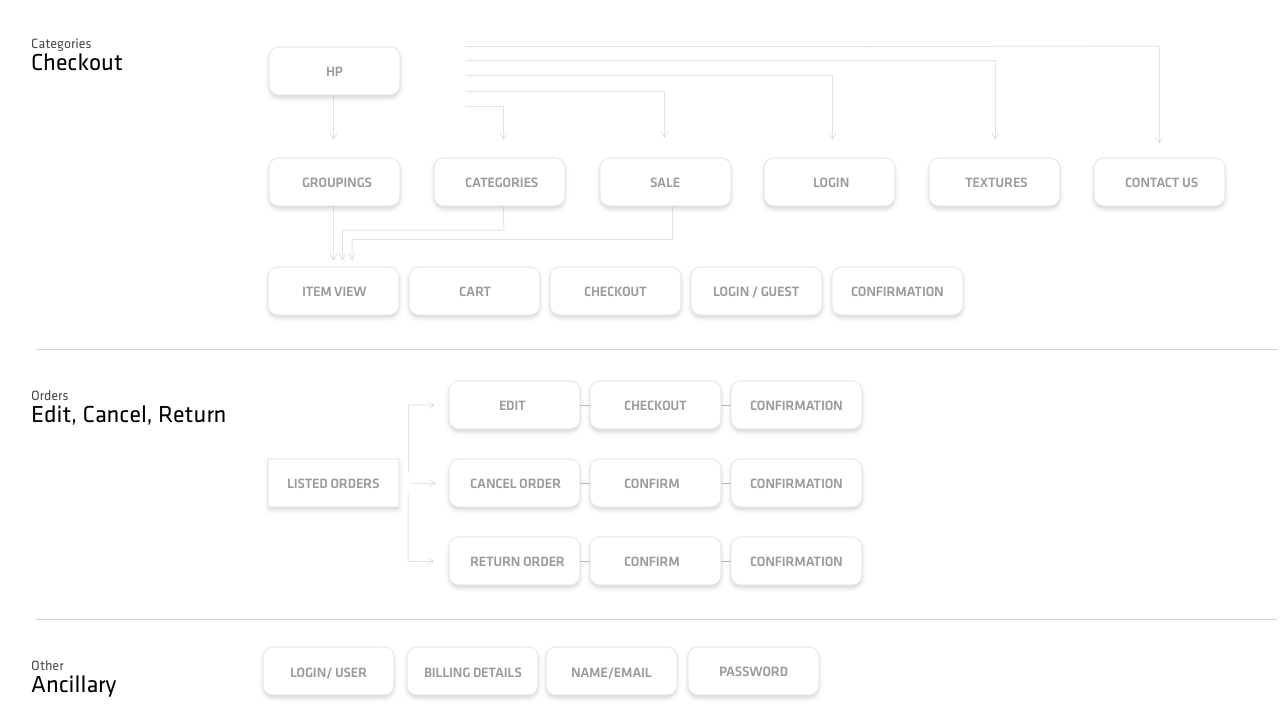 Categories
Checkout
HP
GROUPINGS
CATEGORIES
SALE
LOGIN
TEXTURES
CONTACT US
ITEM VIEW
CART
CHECKOUT
LOGIN / GUEST
CONFIRMATION
Orders
Edit, Cancel, Return
EDIT
CHECKOUT
CONFIRMATION
LISTED ORDERS
CANCEL ORDER
CONFIRM
CONFIRMATION
RETURN ORDER
CONFIRM
CONFIRMATION
Other
Ancillary
LOGIN/ USER
BILLING DETAILS
NAME/EMAIL
PASSWORD